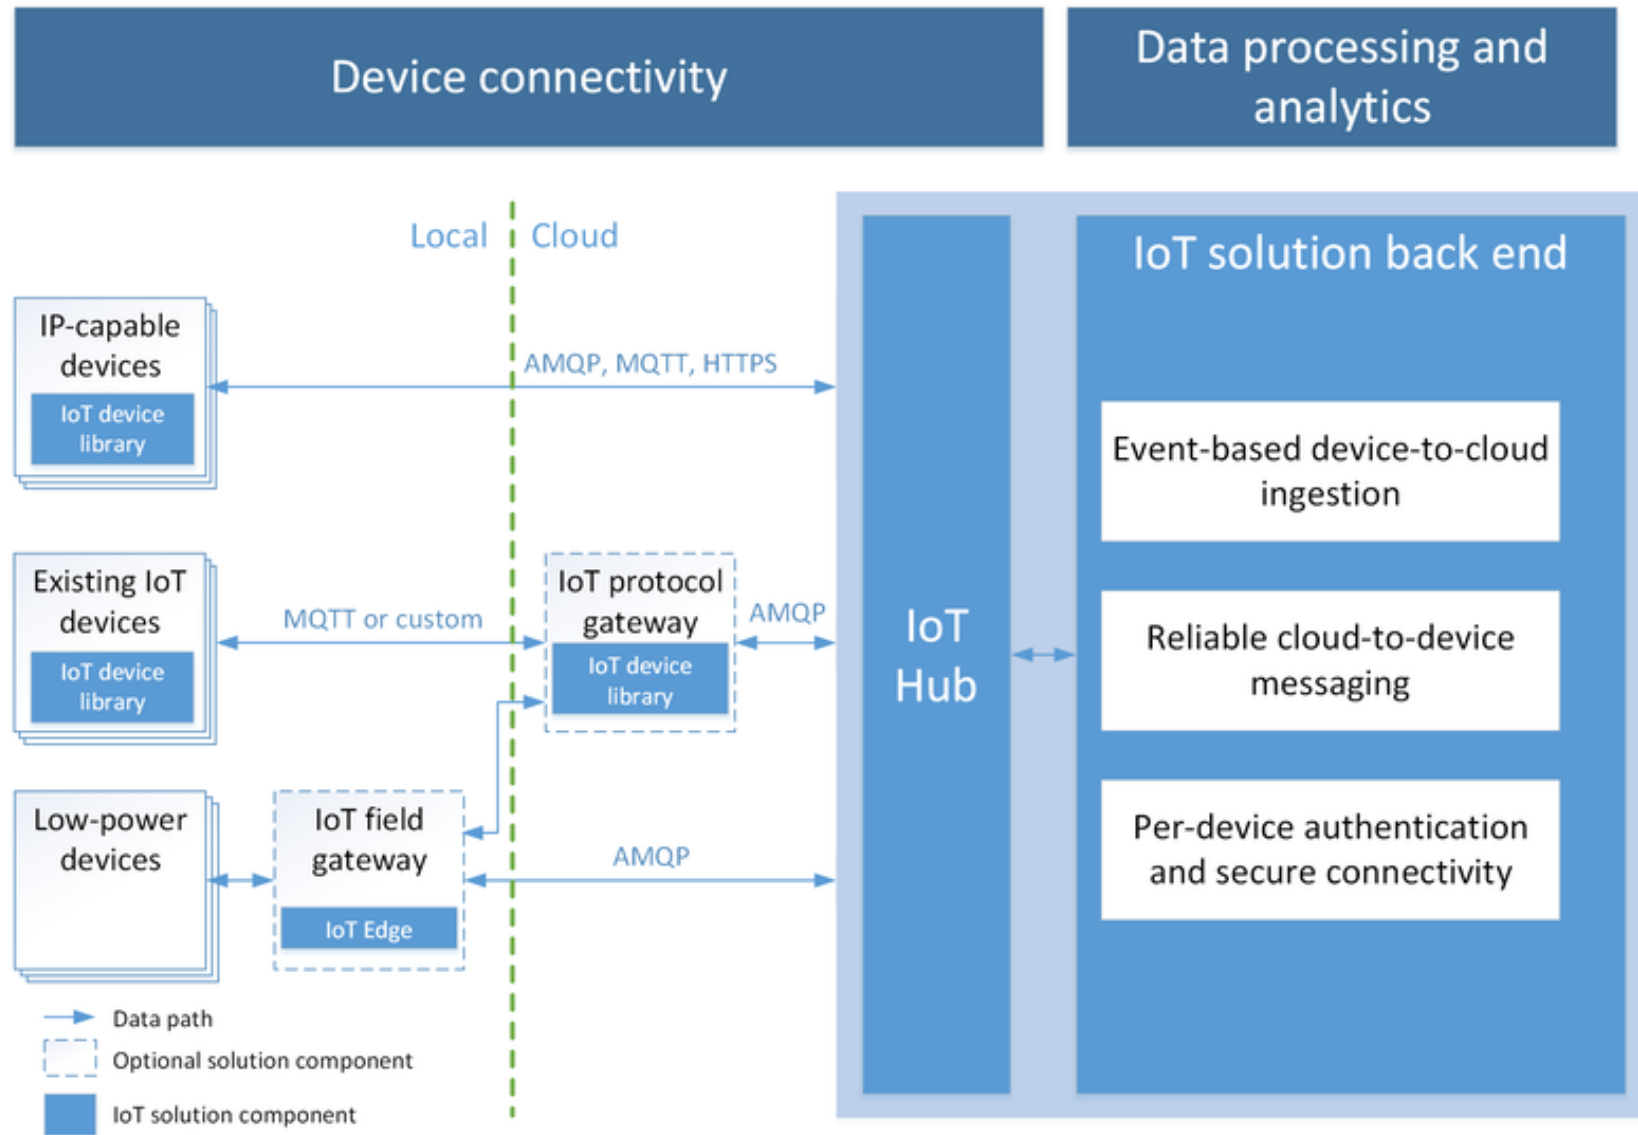 Device connectivity
Data processing and
analytics
Local
Cloud
IoT solution back end
IP-capable
devices
IoT device
library
AMQP, MQTT, HTTPS
Event-based device-to-cloud
ingestion
Existing IoT
devices
IoT device
library
MQTT or custom
IoT protocol
gateway
IoT device
library
AMQP
IoT
Hub
Reliable cloud-to-device
messaging
Low-power
devices
IoT field
gateway
IoT Edge
AMQP
Per-device authentication
and secure connectivity
Data path
Optional solution component
IoT solution component